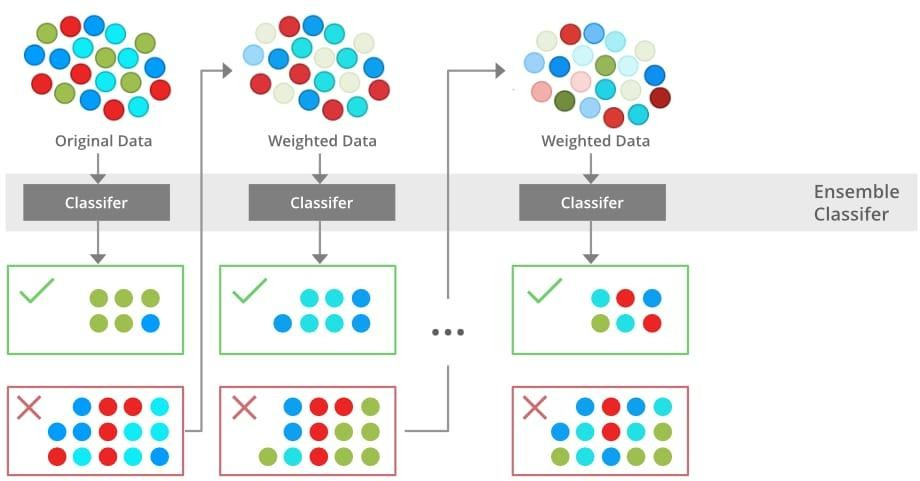 Original Data
Weighted Data
Weighted Data
Classifer
Classifer
Classifer
Ensemble
Classifer
...